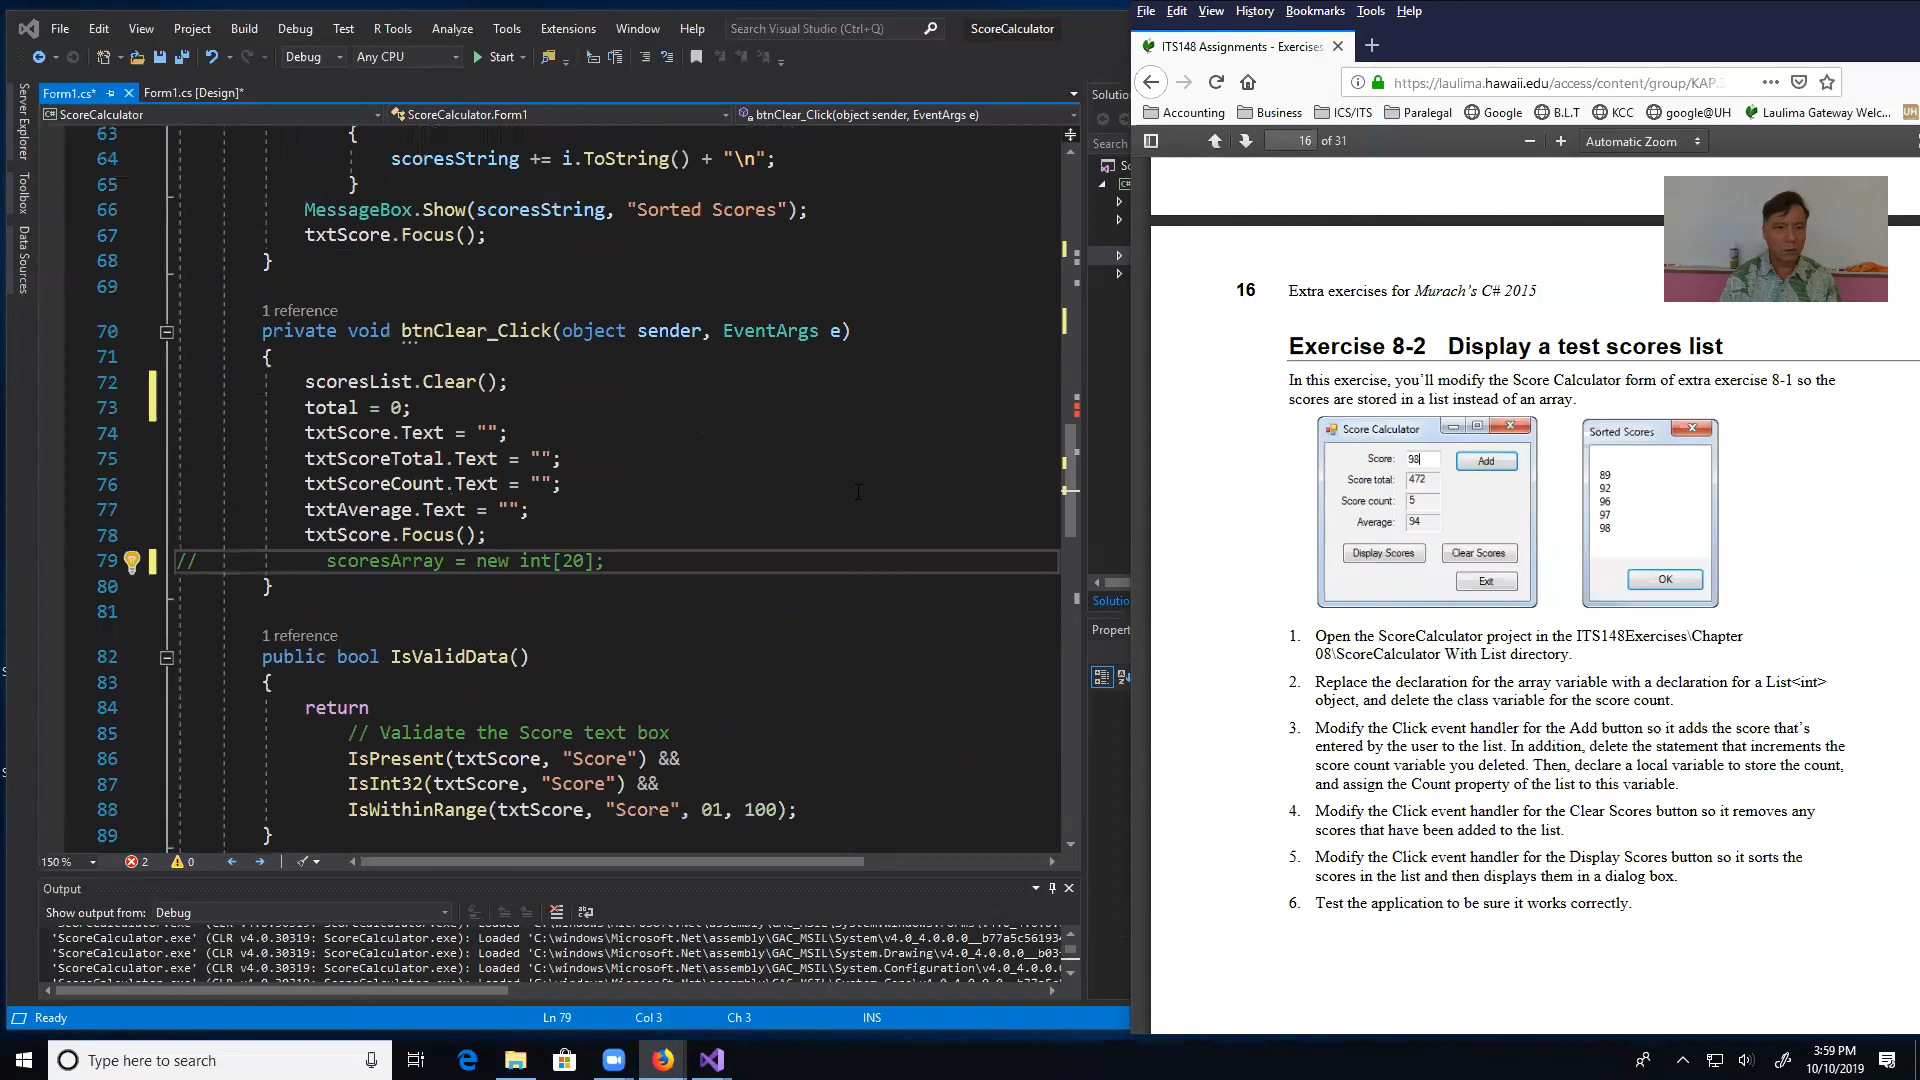 File Edit View Project Build Debug Test R Tools Analyze Tools Extensions Window Help Search Visual Studio (Ctrl+Q) ScoreCalculator
Debug Any CPU Start
Form1.cs* Form1.cs [Design]*
ScoreCalculator ScoreCalculator.Form1 btnClear_Click(object sender, EventArgs e)
Server Explorer
Toolbox
Data Sources
63 {
64 scoresString += i.ToString() + "\n";
65 }
66 MessageBox.Show(scoresString, "Sorted Scores");
67 txtScore.Focus();
68 }
69
1 reference
70 private void btnClear_Click(object sender, EventArgs e)
71 {
72 scoresList.Clear();
73 total = 0;
74 txtScore.Text = "";
75 txtScoreTotal.Text = "";
76 txtScoreCount.Text = "";
77 txtAverage.Text = "";
78 txtScore.Focus();
79 // scoresArray = new int[20];
80 }
81
1 reference
82 public bool IsValidData()
83 {
84 return
85 // Validate the Score text box
86 IsPresent(txtScore, "Score") &&
87 IsInt32(txtScore, "Score") &&
88 IsWithinRange(txtScore, "Score", 01, 100);
89 }
150 % 2 0
Output
Show output from: Debug
'ScoreCalculator.exe' (CLR v4.0.30319: ScoreCalculator.exe): Loaded 'C:\windows\Microsoft.Net\assembly\GAC_MSIL\System\v4.0_4.0.0.0__b77a5c56193
'ScoreCalculator.exe' (CLR v4.0.30319: ScoreCalculator.exe): Loaded 'C:\windows\Microsoft.Net\assembly\GAC_MSIL\System.Drawing\v4.0_4.0.0.0__b03
'ScoreCalculator.exe' (CLR v4.0.30319: ScoreCalculator.exe): Loaded 'C:\windows\Microsoft.Net\assembly\GAC_MSIL\System.Configuration\v4.0_4.0.0.
Ready Ln 79 Col 3 Ch 3 INS
Solutio
Search
Solutio
Propert
File Edit View History Bookmarks Tools Help
ITS148 Assignments - Exercises
https://laulima.hawaii.edu/access/content/group/KAP.
Accounting Business ICS/ITS Paralegal Google B.L.T KCC google@UH Laulima Gateway Welc... UH
16 of 31 Automatic Zoom
16 Extra exercises for Murach's C# 2015
Exercise 8-2 Display a test scores list
In this exercise, you'll modify the Score Calculator form of extra exercise 8-1 so the
scores are stored in a list instead of an array.
Score Calculator
Score: 98 Add
Score total: 472
Score count: 5
Average: 94
Display Scores Clear Scores
Exit
Sorted Scores
89
92
96
97
98
OK
1. Open the ScoreCalculator project in the ITS148Exercises\Chapter
08\ScoreCalculator With List directory.
2. Replace the declaration for the array variable with a declaration for a List<int>
object, and delete the class variable for the score count.
3. Modify the Click event handler for the Add button so it adds the score that's
entered by the user to the list. In addition, delete the statement that increments the
score count variable you deleted. Then, declare a local variable to store the count,
and assign the Count property of the list to this variable.
4. Modify the Click event handler for the Clear Scores button so it removes any
scores that have been added to the list.
5. Modify the Click event handler for the Display Scores button so it sorts the
scores in the list and then displays them in a dialog box.
6. Test the application to be sure it works correctly.
Type here to search
3:59 PM
10/10/2019